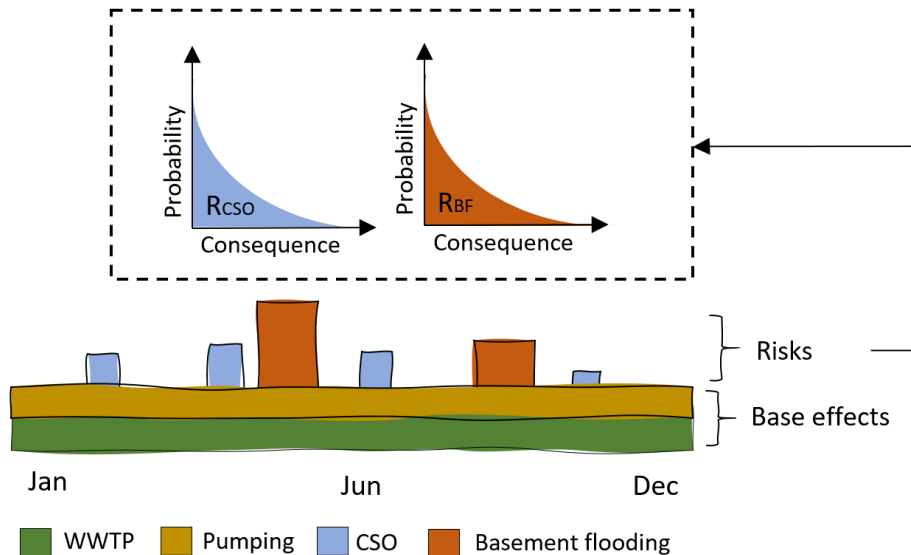 Probability
RCSO
Consequence
Probability
RBF
Consequence
Risks
Base effects
Jan
Jun
Dec
WWTP
Pumping
CSO
Basement flooding